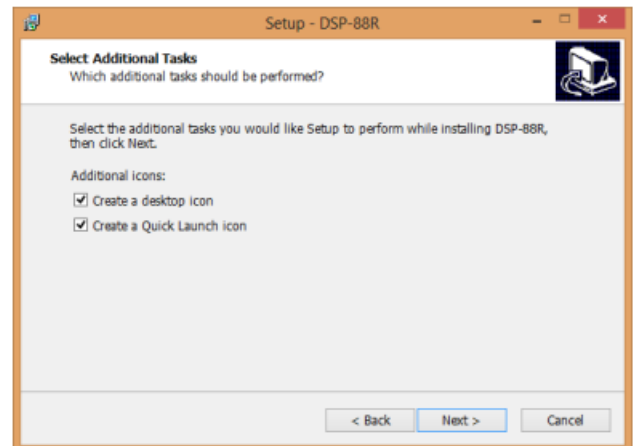 Setup - DSP-88R
Select Additional Tasks
Which additional tasks should be performed?
Select the additional tasks you would like Setup to perform while installing DSP-88R,
then click Next.
Additional icons:
Create a desktop icon
Create a Quick Launch icon
< Back Next > Cancel